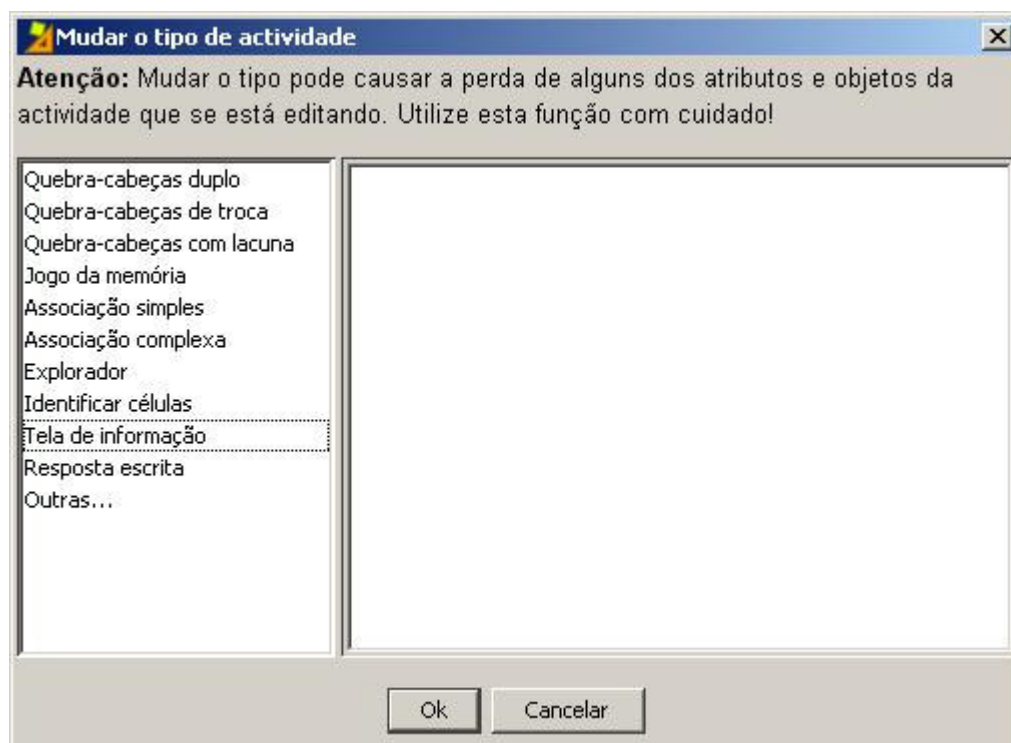 Mudar o tipo de actividade
Atenção: Mudar o tipo pode causar a perda de alguns dos atributos e objetos da
actividade que se está editando. Utilize esta função com cuidado!
Quebra-cabeças duplo
Quebra-cabeças de troca
Quebra-cabeças com lacuna
Jogo da memória
Associação simples
Associação complexa
Explorador
Identificar células
Tela de informação
Resposta escrita
Outras...
Ok Cancelar